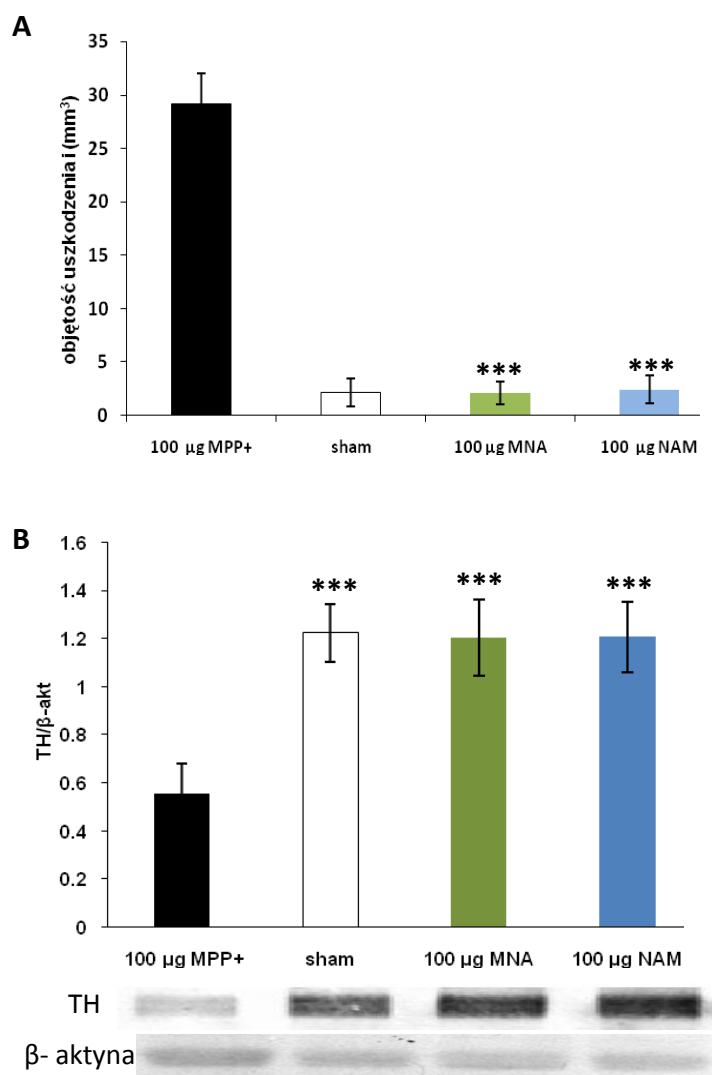 A
objętość uszkodzenia i (mm³)
35
30
25
20
15
10
5
0
*** ***
100 µg MPP+ sham 100 µg MNA 100 µg NAM
B
TH/β-akt
1.6
1.4
1.2
1
0.8
0.6
0.4
0.2
0
*** *** ***
100 µg MPP+ sham 100 µg MNA 100 µg NAM
TH
β- aktyna